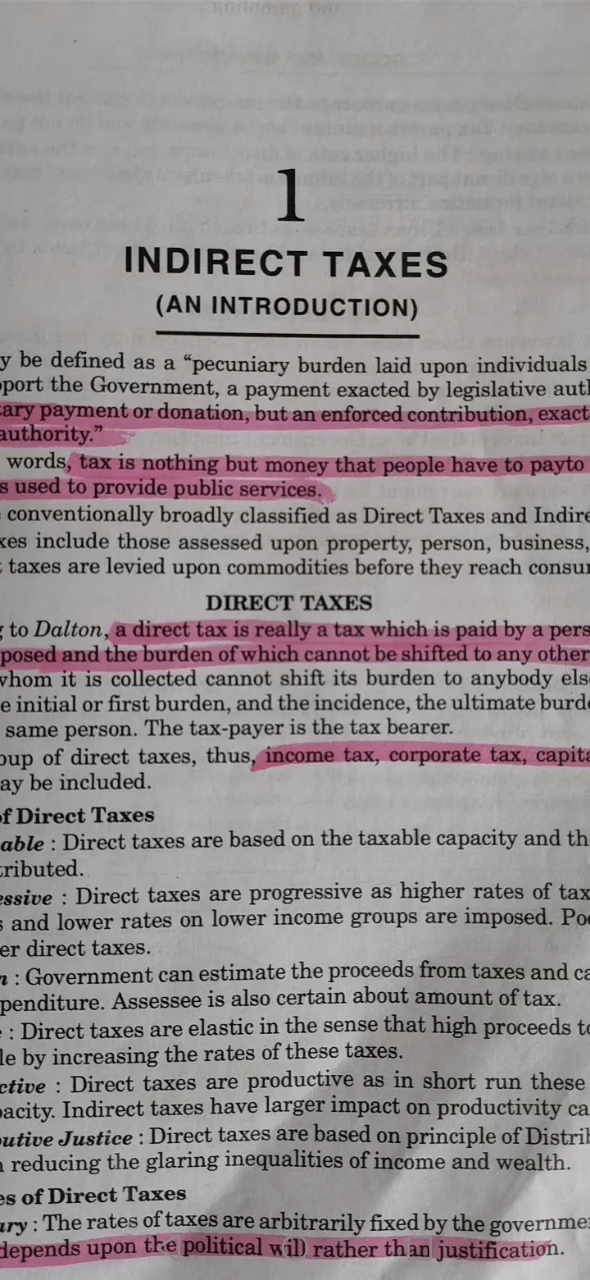 1
INDIRECT TAXES
(AN INTRODUCTION)
y be defined as a “pecuniary burden laid upon individuals
pport the Government, a payment exacted by legislative aut
ary payment or donation, but an enforced contribution, exact
authority.”
words, tax is nothing but money that people have to payto
s used to provide public services.
conventionally broadly classified as Direct Taxes and Indire
xes include those assessed upon property, person, business,
t taxes are levied upon commodities before they reach consu
DIRECT TAXES
g to Dalton, a direct tax is really a tax which is paid by a pers
posed and the burden of which cannot be shifted to any other
whom it is collected cannot shift its burden to anybody els
e initial or first burden, and the incidence, the ultimate burd
same person. The tax-payer is the tax bearer.
oup of direct taxes, thus, income tax, corporate tax, capita
ay be included.
of Direct Taxes
able : Direct taxes are based on the taxable capacity and th
tributed.
essive : Direct taxes are progressive as higher rates of tax
s and lower rates on lower income groups are imposed. Po
er direct taxes.
n : Government can estimate the proceeds from taxes and ca
penditure. Assessee is also certain about amount of tax.
e : Direct taxes are elastic in the sense that high proceeds to
le by increasing the rates of these taxes.
ctive : Direct taxes are productive as in short run these
pacity. Indirect taxes have larger impact on productivity ca
butive Justice : Direct taxes are based on principle of Distrib
n reducing the glaring inequalities of income and wealth.
es of Direct Taxes
ary : The rates of taxes are arbitrarily fixed by the governme
depends upon the political will rather than justification.